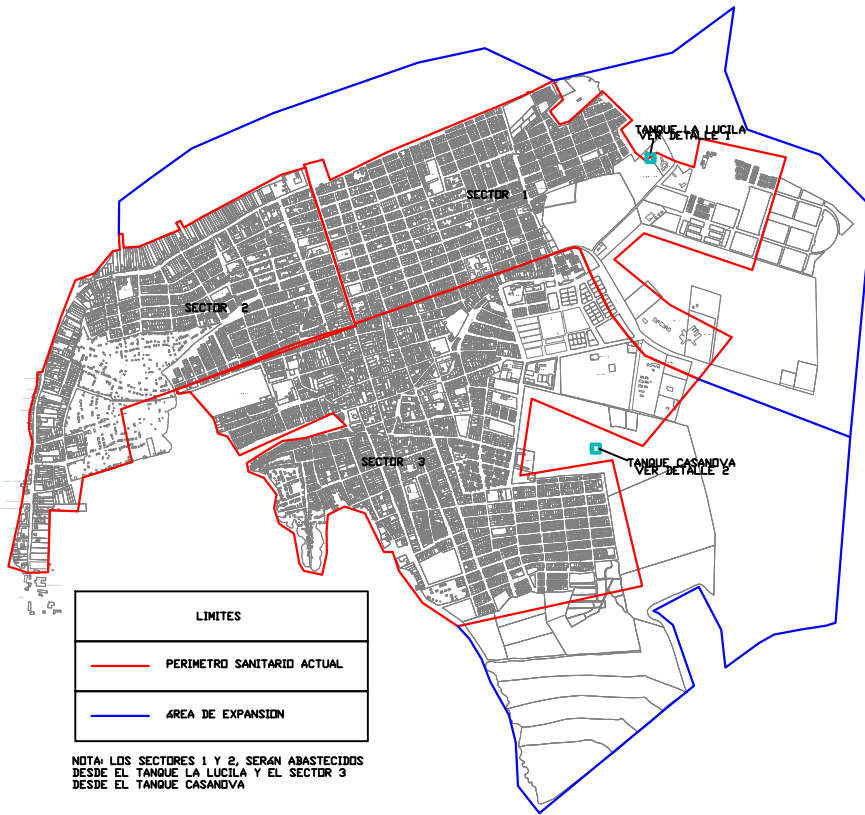 TANQUE LA LUCILA
VER DETALLE 1
SECTOR 1
SECTOR 2
SECTOR 3
TANQUE CASANOVA
VER DETALLE 2
LIMITES
PERIMETRO SANITARIO ACTUAL
ÁREA DE EXPANSION
NOTA: LOS SECTORES 1 Y 2, SERÁN ABASTECIDOS
DESDE EL TANQUE LA LUCILA Y EL SECTOR 3
DESDE EL TANQUE CASANOVA